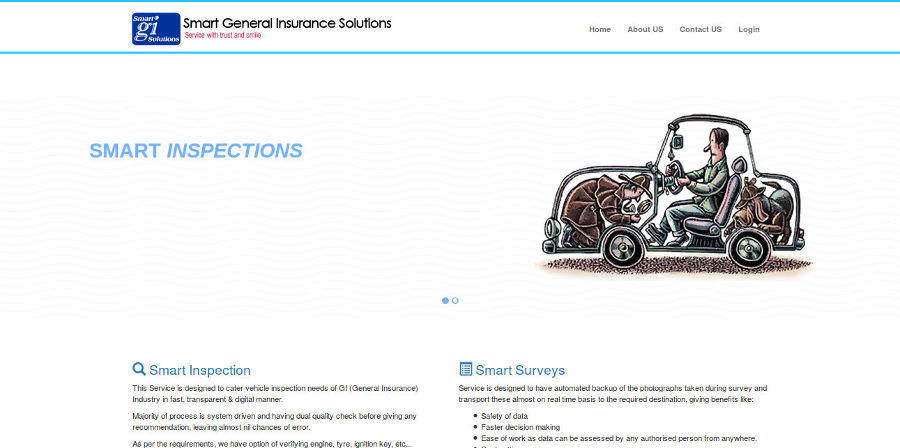 Smart
gi
Solutions
Smart General Insurance Solutions
Service with trust and smile
Home About US Contact US Login
SMART INSPECTIONS
Smart Inspection
This Service is designed to cater vehicle inspection needs of GI (General Insurance)
Industry in fast, transparent & digital manner.
Majority of process is system driven and having dual quality check before giving any
recommendation, leaving almost nil chances of error.
As per the requirements, we have option of verifying engine, tyre, ignition key, etc...
Smart Surveys
Service is designed to have automated backup of the photographs taken during survey and
transport these almost on real time basis to the required destination, giving benefits like:
Safety of data
Faster decision making
Ease of work as data can be assessed by any authorised person from anywhere.